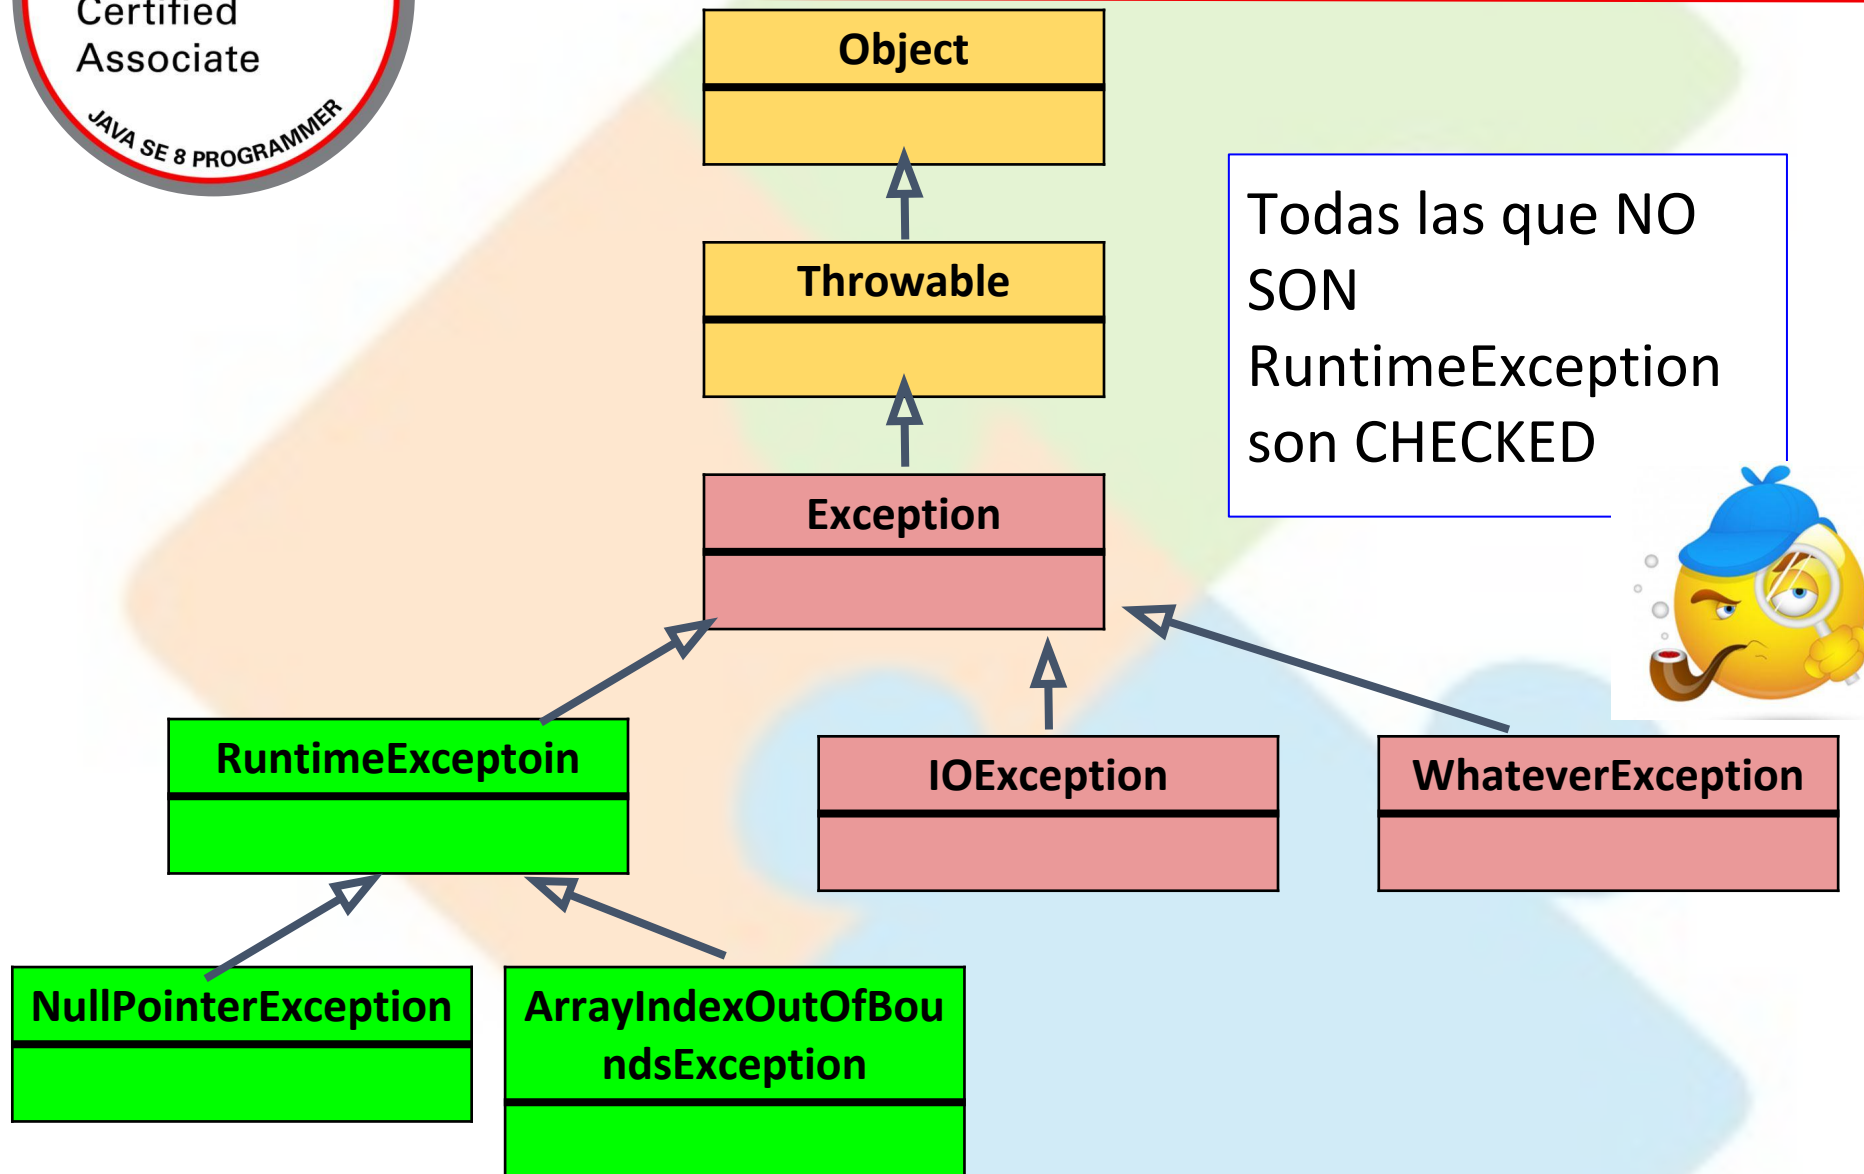 Certified
Associate
JAVA SE 8 PROGRAMMER
Object
Throwable
Todas las que NO
SON
RuntimeException
son CHECKED
Exception
RuntimeExceptoin
IOException
WhateverException
NullPointerException
ArrayIndexOutOfBou
ndsException